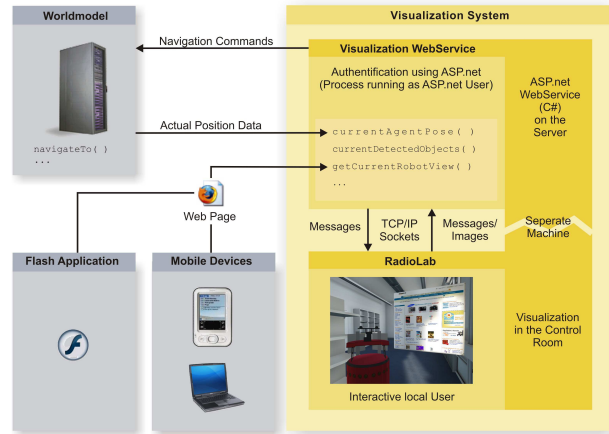 Worldmodel
Visualization System
Navigation Commands
Visualization WebService
Authentification using ASP.net
(Process running as ASP.net User)
ASP.net
WebService
(C#)
on the
Server
Actual Position Data
currentAgentPose( )
currentDetectedObjects( )
getCurrentRobotView( )
...
navigateTo( )
...
Web Page
Messages
TCP/IP
Sockets
Messages/
Images
Seperate
Machine
Flash Application
Mobile Devices
RadioLab
Visualization
in the Control
Room
Interactive local User